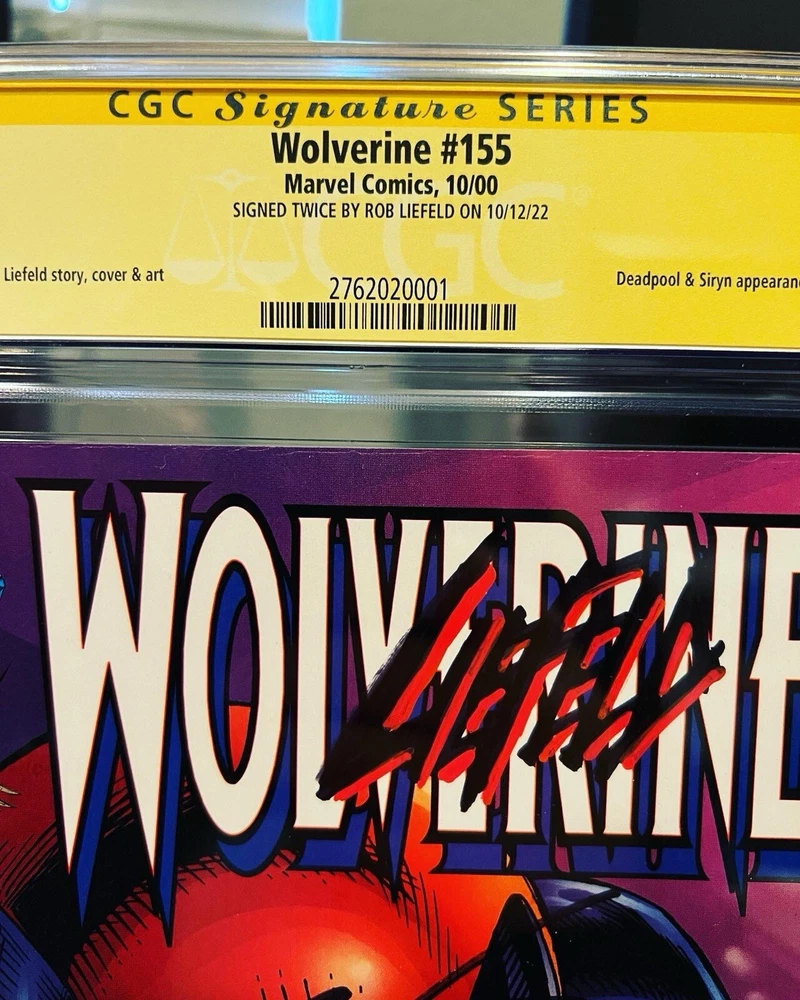 CGC Signature SERIES
Wolverine #155
Marvel Comics, 10/00
SIGNED TWICE BY ROB LIEFELD ON 10/12/22
Liefeld story, cover & art
Deadpool & Siryn appearan
CGC
2762020001
WOLVERINE
LIEFELD